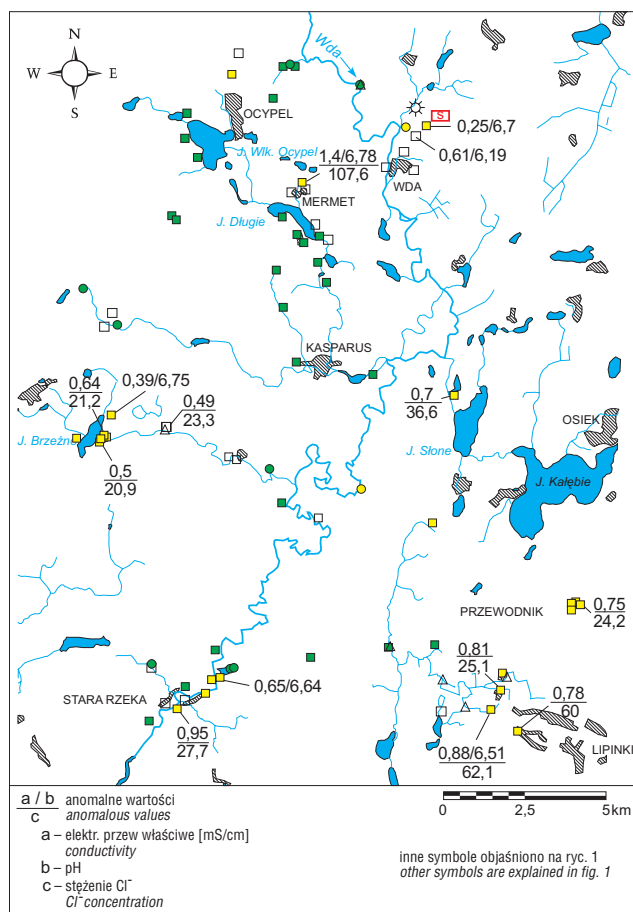 N
W E
S
Wda
OCYPEL
S
0,25/6,7
J. Wlk. Ocypel
1,4/6,78
107,6
0,61/6,19
WDA
MERMET
J. Długie
KASPARUS
0,64
21,2
0,39/6,75
0,49
23,3
0,7
36,6
OSIEK
J. Brzeźno
J. Słone
0,5
20,9
J. Kałębie
PRZEWODNIK
0,75
24,2
0,81
25,1
0,65/6,64
STARA RZEKA
0,78
60
0,95
27,7
0,88/6,51
62,1
LIPINKI
a / b
c
anomalne wartości
anomalous values
a – elektr. przew właściwe [mS/cm]
conductivity
b – pH
c – stężenie Cl⁻
Cl⁻ concentration
0 2,5 5km
inne symbole objaśniono na ryc. 1
other symbols are explained in fig. 1